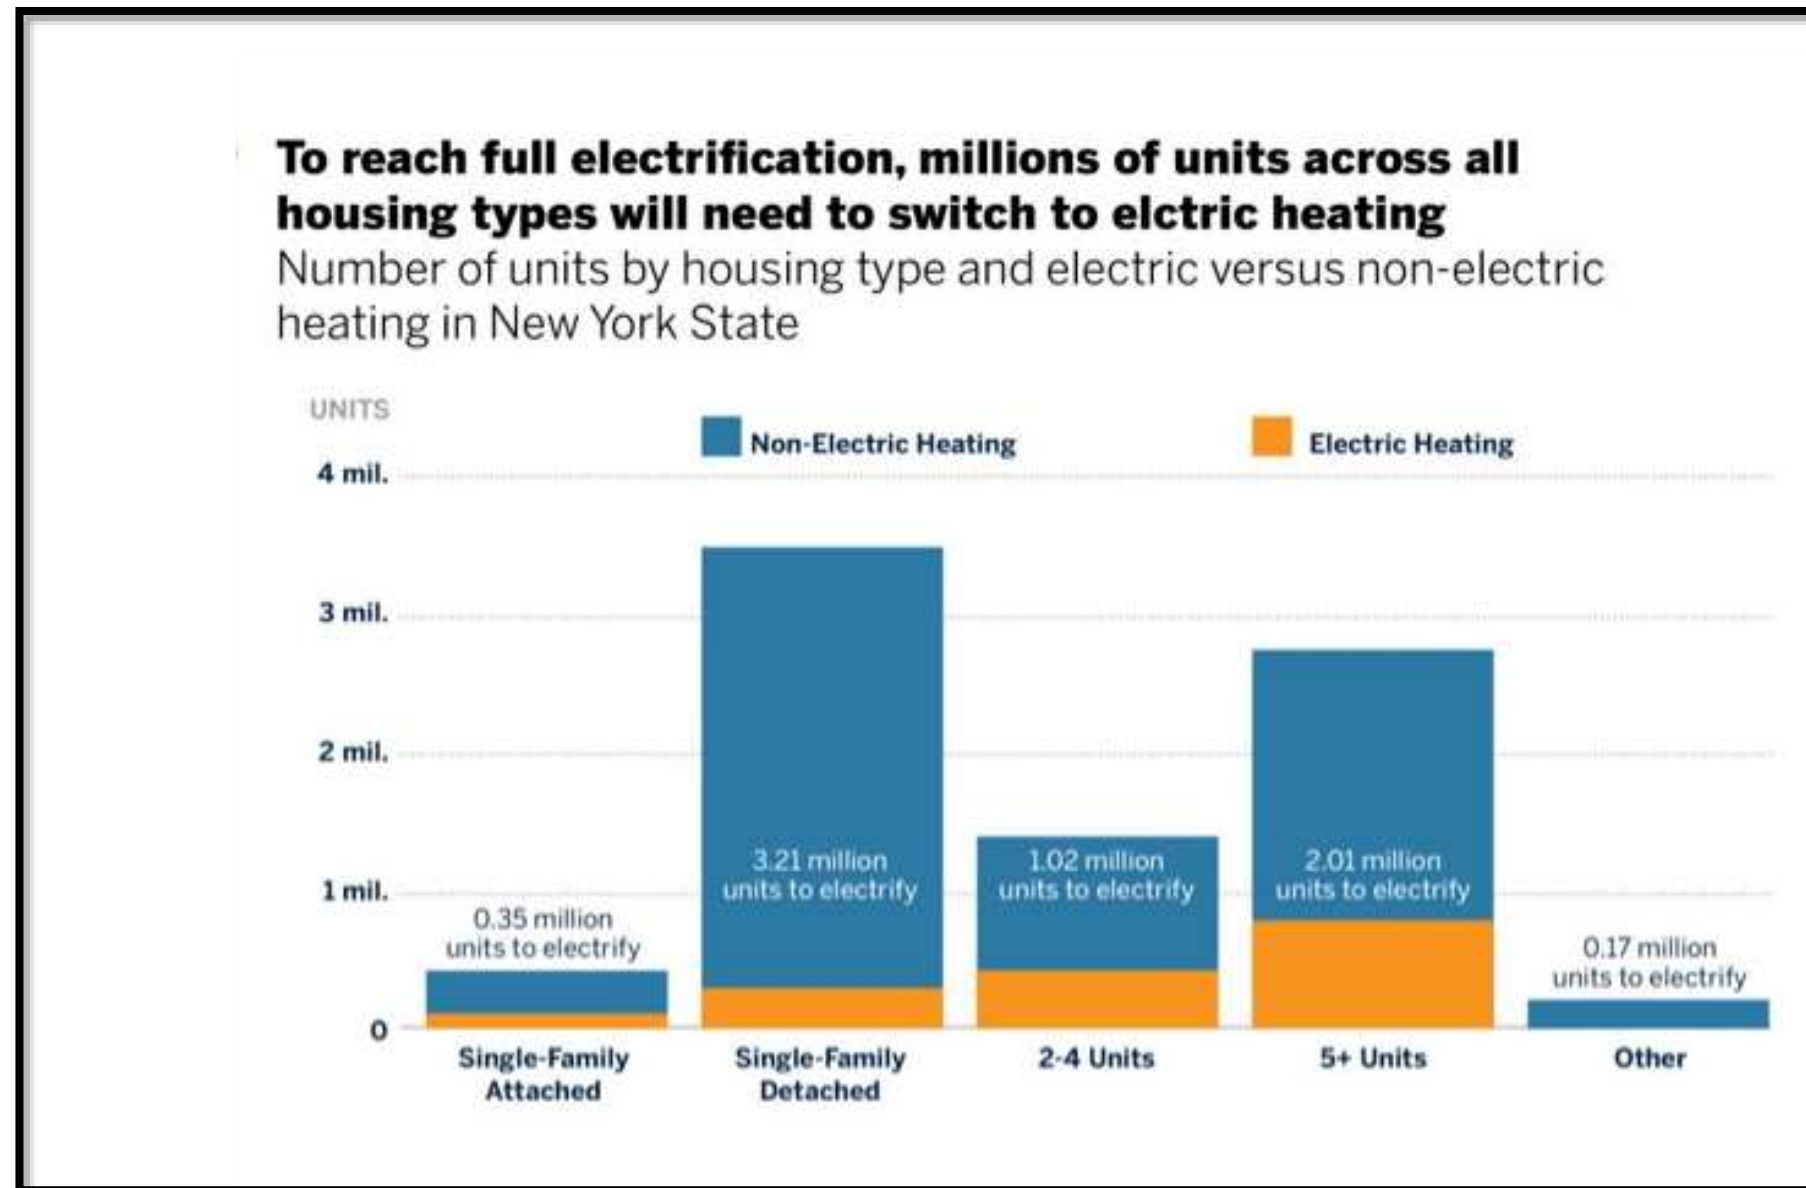 To reach full electrification, millions of units across all
housing types will need to switch to elctric heating
Number of units by housing type and electric versus non-electric
heating in New York State
UNITS
Non-Electric Heating
Electric Heating
4 mil.
3 mil.
2 mil.
1 mil.
0
0.35 million
units to electrify
3.21 million
units to electrify
1.02 million
units to electrify
2.01 million
units to electrify
0.17 million
units to electrify
Single-Family
Attached
Single-Family
Detached
2-4 Units
5+ Units
Other